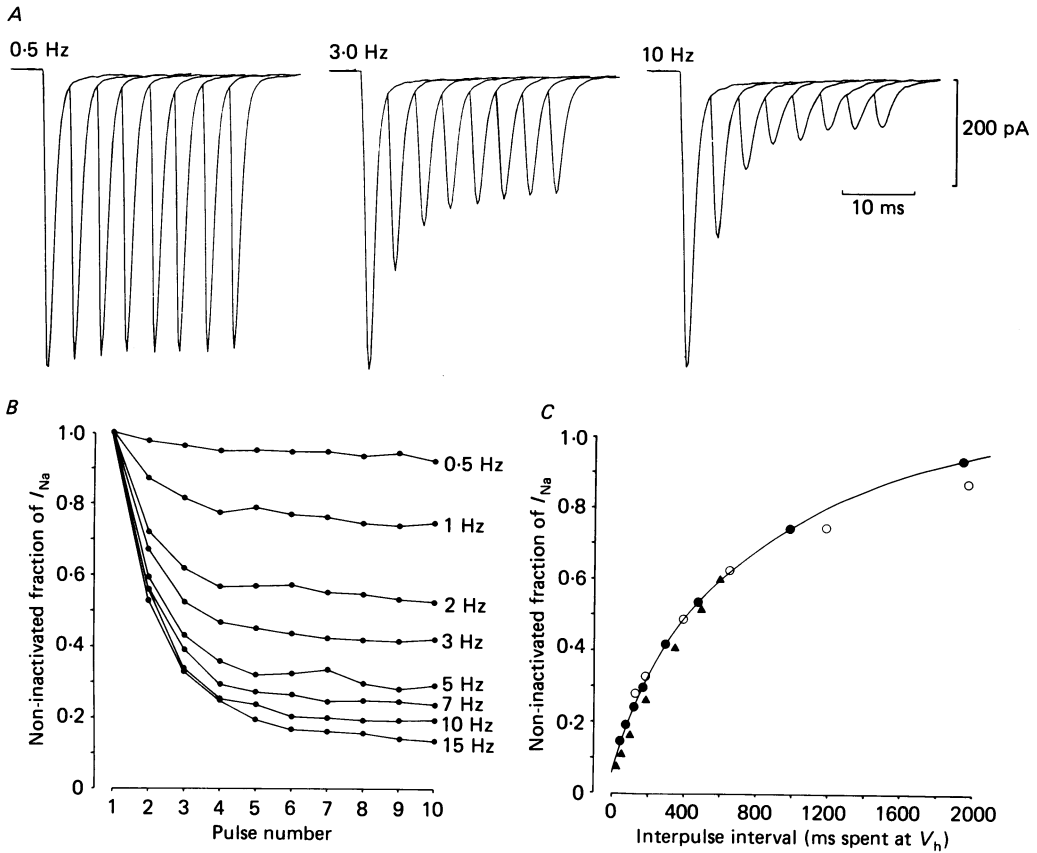 A
0·5 Hz
3·0 Hz
10 Hz
200 pA
10 ms
B
Non-inactivated fraction of I_Na
1·0
0·8
0·6
0·4
0·2
0
1 2 3 4 5 6 7 8 9 10
Pulse number
0·5 Hz
1 Hz
2 Hz
3 Hz
5 Hz
7 Hz
10 Hz
15 Hz
C
Non-inactivated fraction of I_Na
1·0
0·8
0·6
0·4
0·2
0
0 400 800 1200 1600 2000
Interpulse interval (ms spent at V_h)